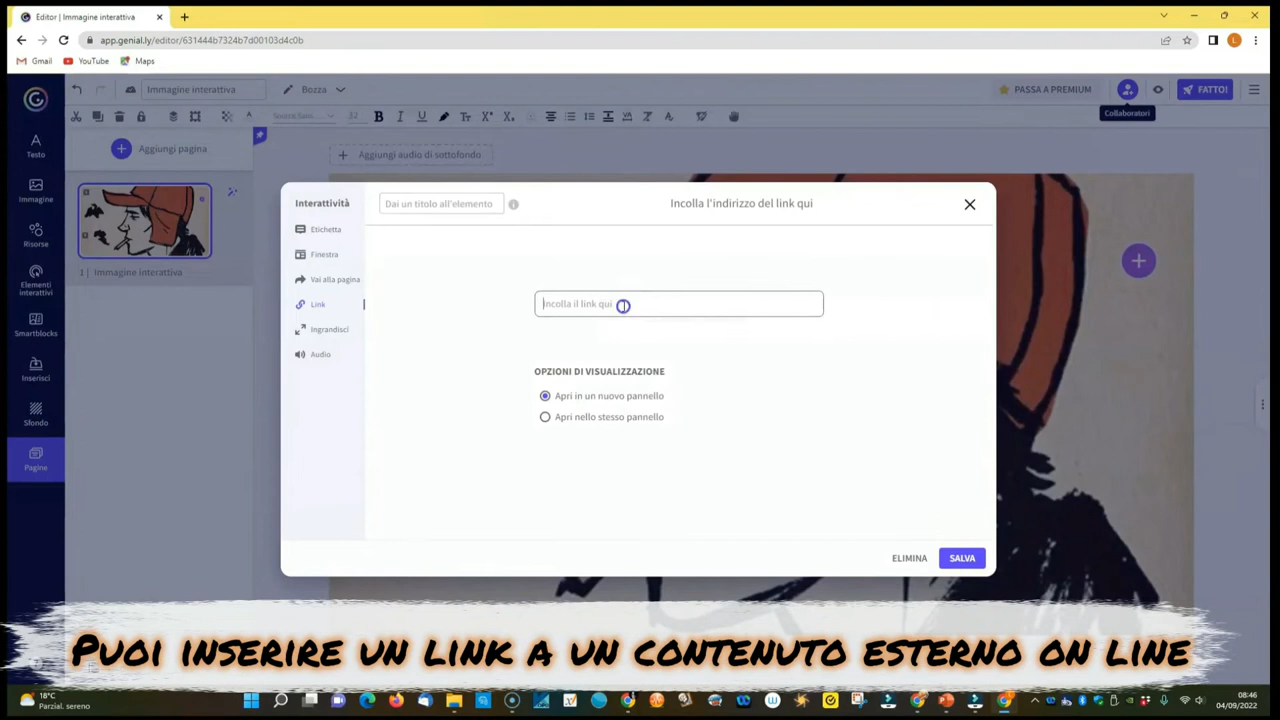 Editor | Immagine interattiva
app.genial.ly/editor/631444b7324b7d00103d4c0b
Gmail YouTube Maps
Immagine interattiva Bozza PASSA A PREMIUM FATTO!
Collaboratori
32 B I U
Testo
Immagine
Risorse
Elementi interattivi
Smartblocks
Inserisci
Sfondo
Pagine
Aggiungi pagina
1 | Immagine interattiva
Aggiungi audio di sottofondo
Interattività
Etichetta
Finestra
Vai alla pagina
Link
Ingrandisci
Audio
Dai un titolo all'elemento
Incolla l'indirizzo del link qui
Incolla il link qui
OPZIONI DI VISUALIZZAZIONE
Apri in un nuovo pannello
Apri nello stesso pannello
ELIMINA SALVA
Puoi inserire un link a un contenuto esterno on line
18°C
Parzial. sereno
08:46
04/09/2022